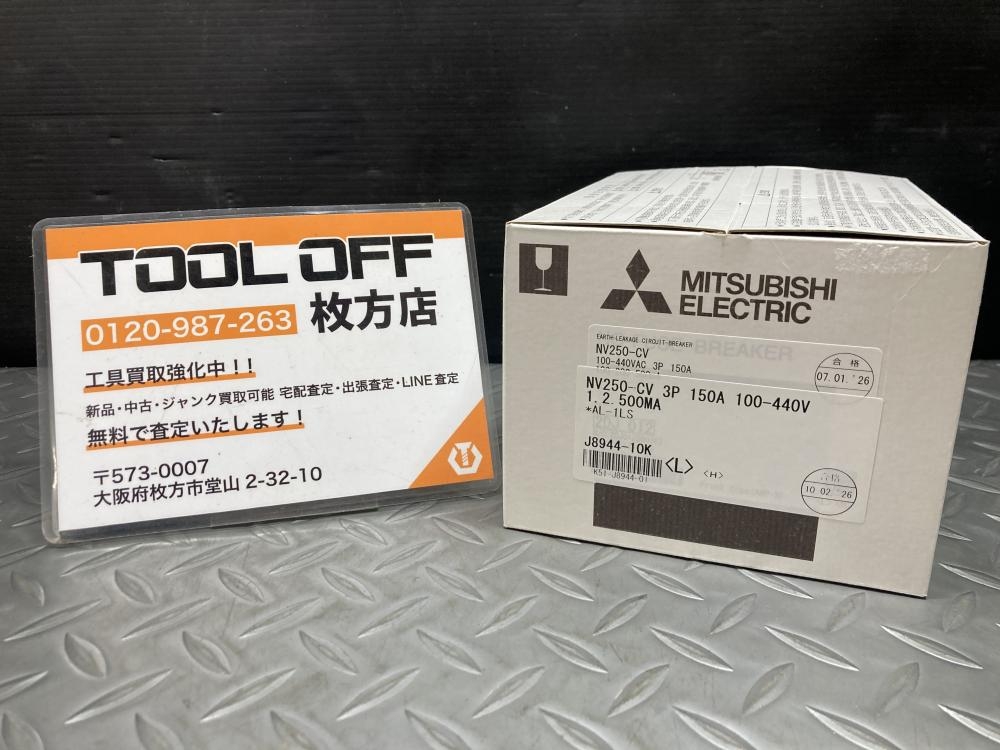 TOOL OFF
0120-987-263 枚方店
工具買取強化中！！
新品・中古・ジャンク買取可能 宅配査定・出張査定・LINE査定
無料で査定いたします！
〒573-0007
大阪府枚方市堂山 2-32-10
MITSUBISHI
ELECTRIC
EARTH-LEAKAGE CIRCUIT-BREAKER
NV250-CV
100-440VAC 3P 150A
合格
07.01.'26
NV250-CV 3P 150A 100-440V
1.2.500MA
*AL-1LS
J8944-10K
<L> <H>
K51-J8944-01
合格
10.02.'26